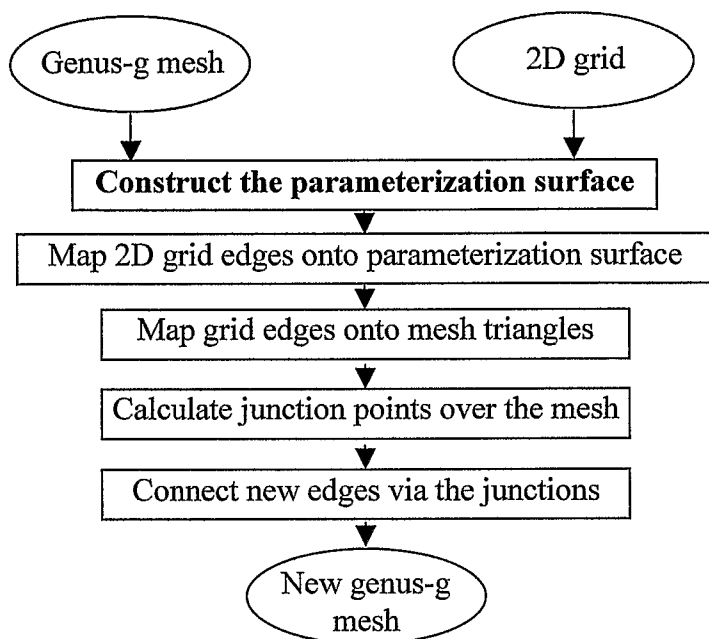 Genus-g mesh
2D grid
Construct the parameterization surface
Map 2D grid edges onto parameterization surface
Map grid edges onto mesh triangles
Calculate junction points over the mesh
Connect new edges via the junctions
New genus-g
mesh